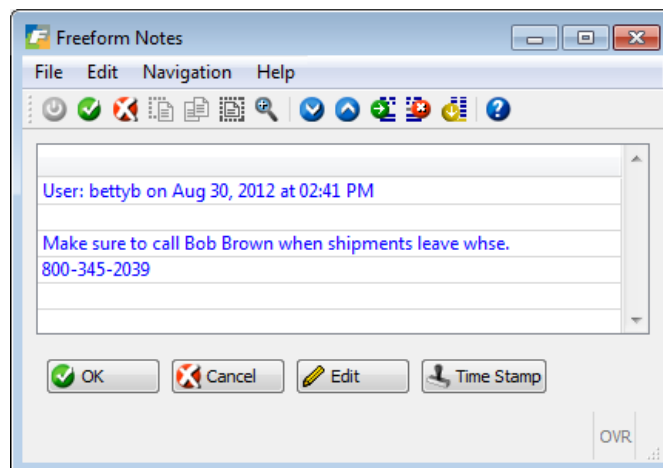 Freeform Notes
File Edit Navigation Help
User: bettyb on Aug 30, 2012 at 02:41 PM
Make sure to call Bob Brown when shipments leave whse.
800-345-2039
OK Cancel Edit Time Stamp
OVR